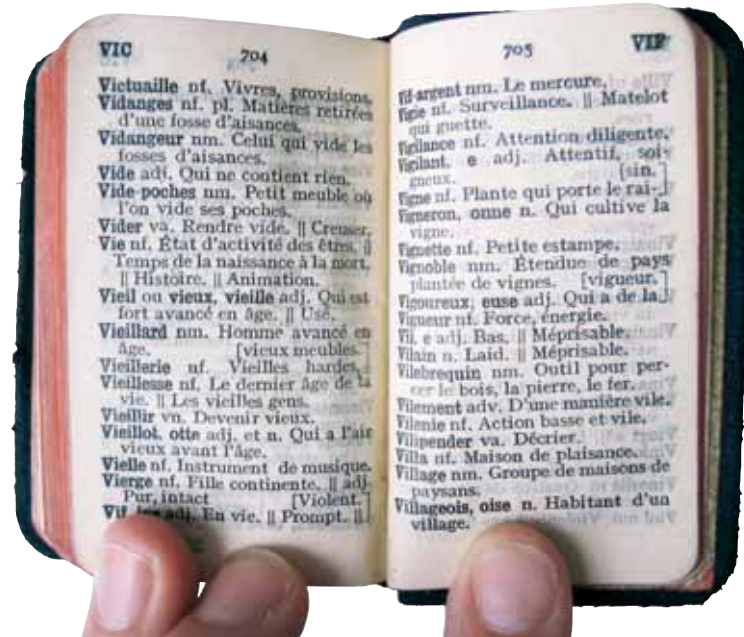 VIC 704
Victuaille nf. Vivres, provisions.
Vidanges nf. pl. Matières retirées
d'une fosse d'aisances.
Vidangeur nm. Celui qui vide les
fosses d'aisances.
Vide adj. Qui ne contient rien.
Vide-poches nm. Petit meuble où
l'on vide ses poches.
Vider va. Rendre vide. || Creuser.
Vie nf. État d'activité des êtres. ||
Temps de la naissance à la mort.
|| Histoire. || Animation.
Vieil ou vieux, vieille adj. Qui est
fort avancé en âge. || Usé.
Vieillard nm. Homme avancé en
âge. [vieux meubles.]
Vieillerie nf. Vieilles hardes,
Vieillesse nf. Le dernier âge de la
vie. || Les vieilles gens.
Vieillir vn. Devenir vieux.
Vieillot, otte adj. et n. Qui a l'air
vieux avant l'âge.
Vielle nf. Instrument de musique.
Vierge nf. Fille continente. || adj.
Pur, intact [Violent.]
Vif, ive adj. En vie. || Prompt. ||
705 VIF
Vif-argent nm. Le mercure.
Vigie nf. Surveillance. || Matelot
qui guette.
Vigilance nf. Attention diligente.
Vigilant, e adj. Attentif, soi-
gneux. [sin.]
Vigne nf. Plante qui porte le rai-
Vigneron, onne n. Qui cultive la
vigne.
Vignette nf. Petite estampe.
Vignoble nm. Étendue de pays
plantée de vignes. [vigueur.]
Vigoureux, euse adj. Qui a de la
Vigueur nf. Force, énergie.
Vil, e adj. Bas. || Méprisable.
Vilain n. Laid. || Méprisable.
Vilebrequin nm. Outil pour per-
cer le bois, la pierre, le fer.
Vilement adv. D'une manière vile.
Vilenie nf. Action basse et vile.
Vilipender va. Décrier.
Villa nf. Maison de plaisance.
Village nm. Groupe de maisons de
paysans.
Villageois, oise n. Habitant d'un
village.